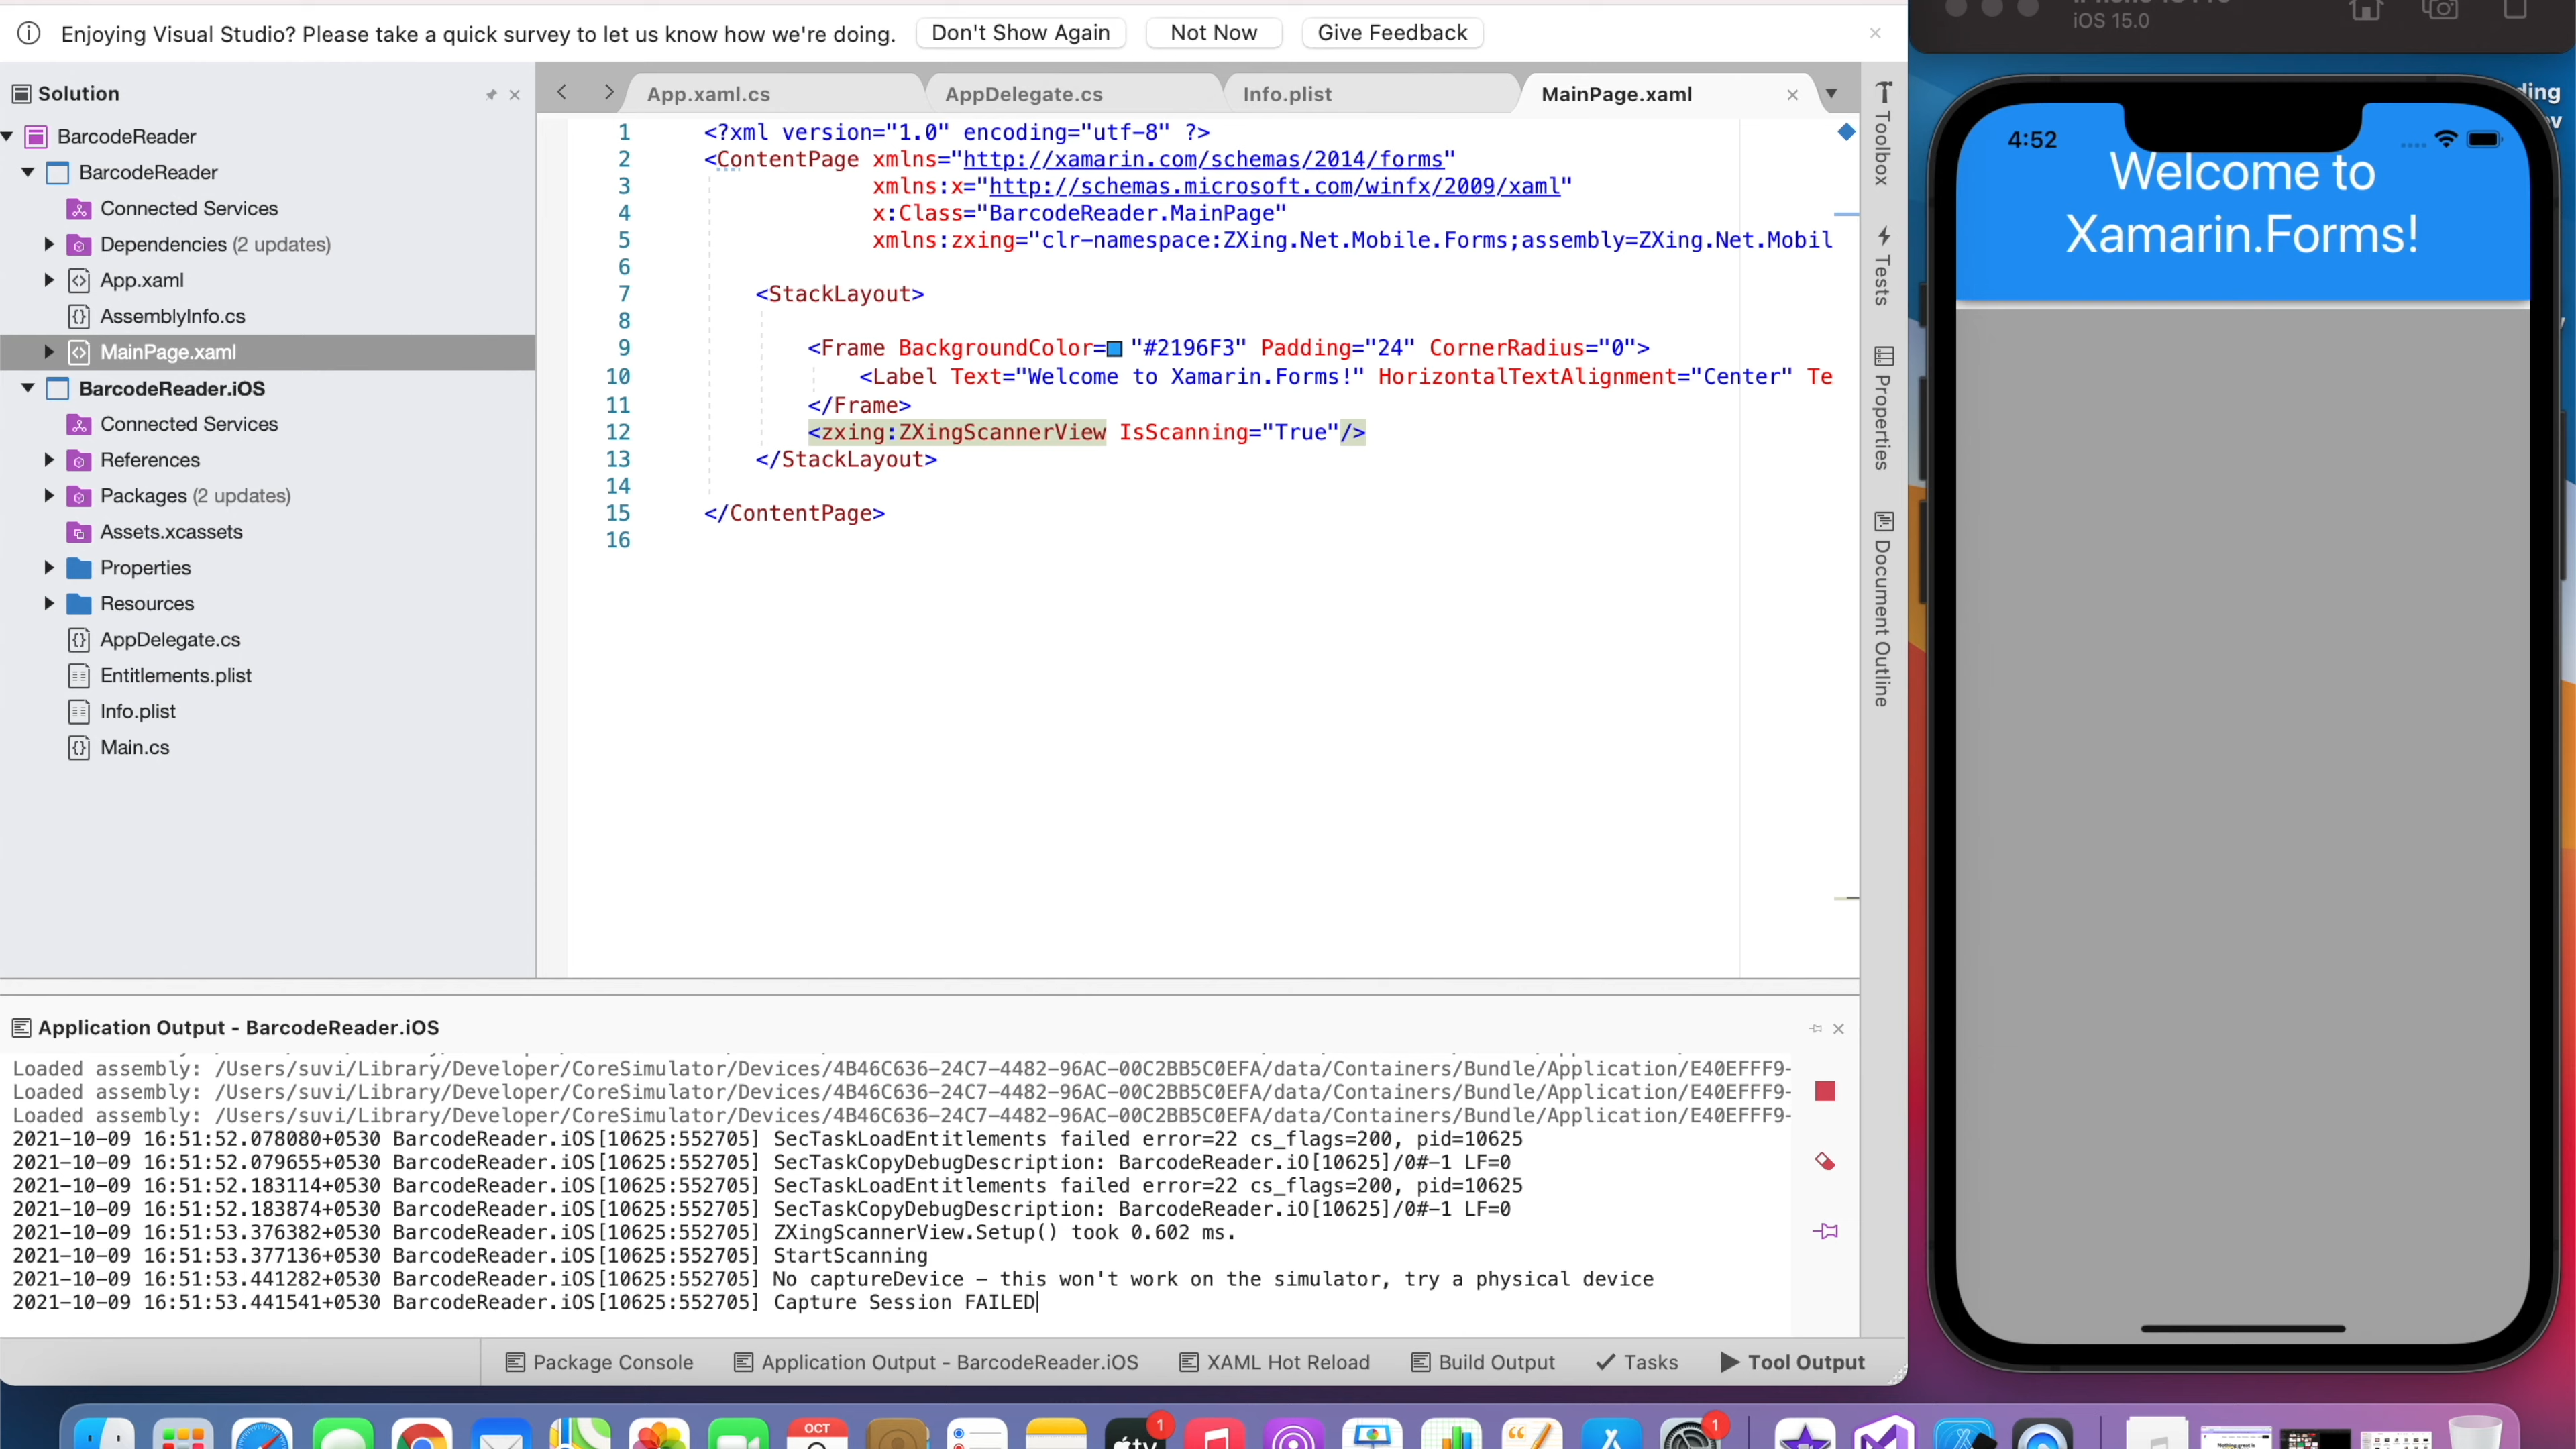 Enjoying Visual Studio? Please take a quick survey to let us know how we're doing.
Don't Show Again
Not Now
Give Feedback
Solution
BarcodeReader
BarcodeReader
Connected Services
Dependencies (2 updates)
App.xaml
AssemblyInfo.cs
MainPage.xaml
BarcodeReader.iOS
Connected Services
References
Packages (2 updates)
Assets.xcassets
Properties
Resources
AppDelegate.cs
Entitlements.plist
Info.plist
Main.cs
App.xaml.cs
AppDelegate.cs
Info.plist
MainPage.xaml
1 <?xml version="1.0" encoding="utf-8" ?>
2 <ContentPage xmlns="http://xamarin.com/schemas/2014/forms"
3 xmlns:x="http://schemas.microsoft.com/winfx/2009/xaml"
4 x:Class="BarcodeReader.MainPage"
5 xmlns:zxing="clr-namespace:ZXing.Net.Mobile.Forms;assembly=ZXing.Net.Mobil
6
7 <StackLayout>
8
9 <Frame BackgroundColor="#2196F3" Padding="24" CornerRadius="0">
10 <Label Text="Welcome to Xamarin.Forms!" HorizontalTextAlignment="Center" Te
11 </Frame>
12 <zxing:ZXingScannerView IsScanning="True"/>
13 </StackLayout>
14
15 </ContentPage>
16
Toolbox
Tests
Properties
Document Outline
Application Output - BarcodeReader.iOS
Loaded assembly: /Users/suvi/Library/Developer/CoreSimulator/Devices/4B46C636-24C7-4482-96AC-00C2BB5C0EFA/data/Containers/Bundle/Application/E40EFFF9-
Loaded assembly: /Users/suvi/Library/Developer/CoreSimulator/Devices/4B46C636-24C7-4482-96AC-00C2BB5C0EFA/data/Containers/Bundle/Application/E40EFFF9-
Loaded assembly: /Users/suvi/Library/Developer/CoreSimulator/Devices/4B46C636-24C7-4482-96AC-00C2BB5C0EFA/data/Containers/Bundle/Application/E40EFFF9-
2021-10-09 16:51:52.078080+0530 BarcodeReader.iOS[10625:552705] SecTaskLoadEntitlements failed error=22 cs_flags=200, pid=10625
2021-10-09 16:51:52.079655+0530 BarcodeReader.iOS[10625:552705] SecTaskCopyDebugDescription: BarcodeReader.iO[10625]/0#-1 LF=0
2021-10-09 16:51:52.183114+0530 BarcodeReader.iOS[10625:552705] SecTaskLoadEntitlements failed error=22 cs_flags=200, pid=10625
2021-10-09 16:51:52.183874+0530 BarcodeReader.iOS[10625:552705] SecTaskCopyDebugDescription: BarcodeReader.iO[10625]/0#-1 LF=0
2021-10-09 16:51:53.376382+0530 BarcodeReader.iOS[10625:552705] ZXingScannerView.Setup() took 0.602 ms.
2021-10-09 16:51:53.377136+0530 BarcodeReader.iOS[10625:552705] StartScanning
2021-10-09 16:51:53.441282+0530 BarcodeReader.iOS[10625:552705] No captureDevice – this won't work on the simulator, try a physical device
2021-10-09 16:51:53.441541+0530 BarcodeReader.iOS[10625:552705] Capture Session FAILED
Package Console
Application Output - BarcodeReader.iOS
XAML Hot Reload
Build Output
Tasks
Tool Output
iOS 15.0
4:52
Welcome to
Xamarin.Forms!
ding
OCT
1
tv
1